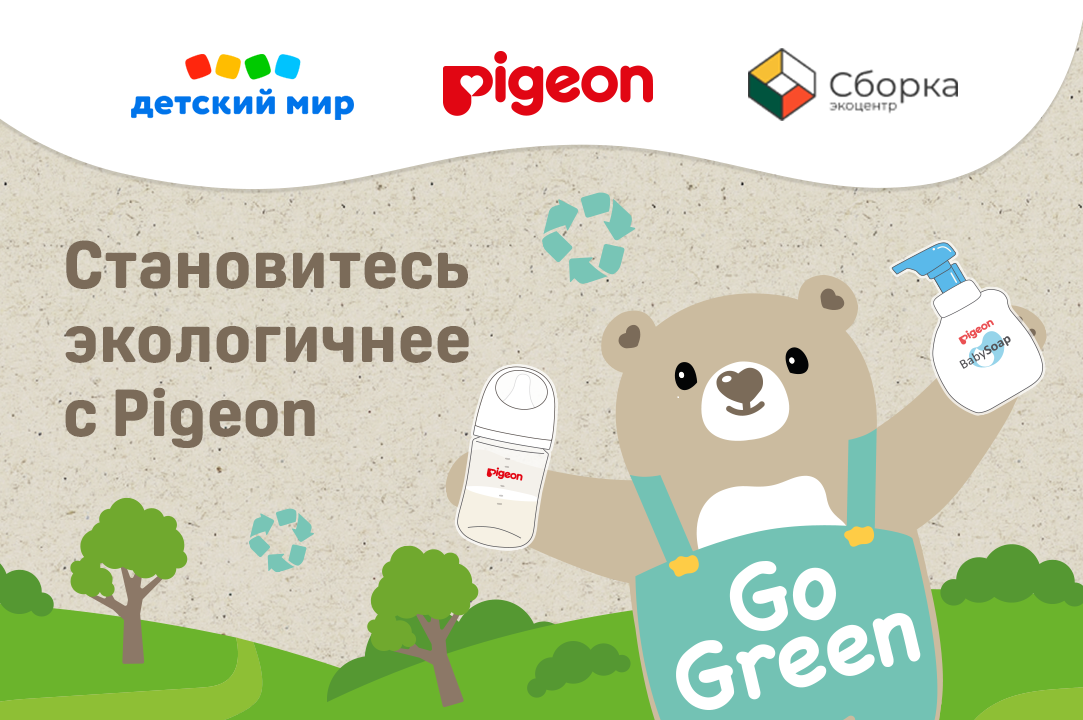 детский мир
pigeon
Сборка
экоцентр
Становитесь
экологичнее
с Pigeon
pigeon
pigeon
BabySoap
Go
Green